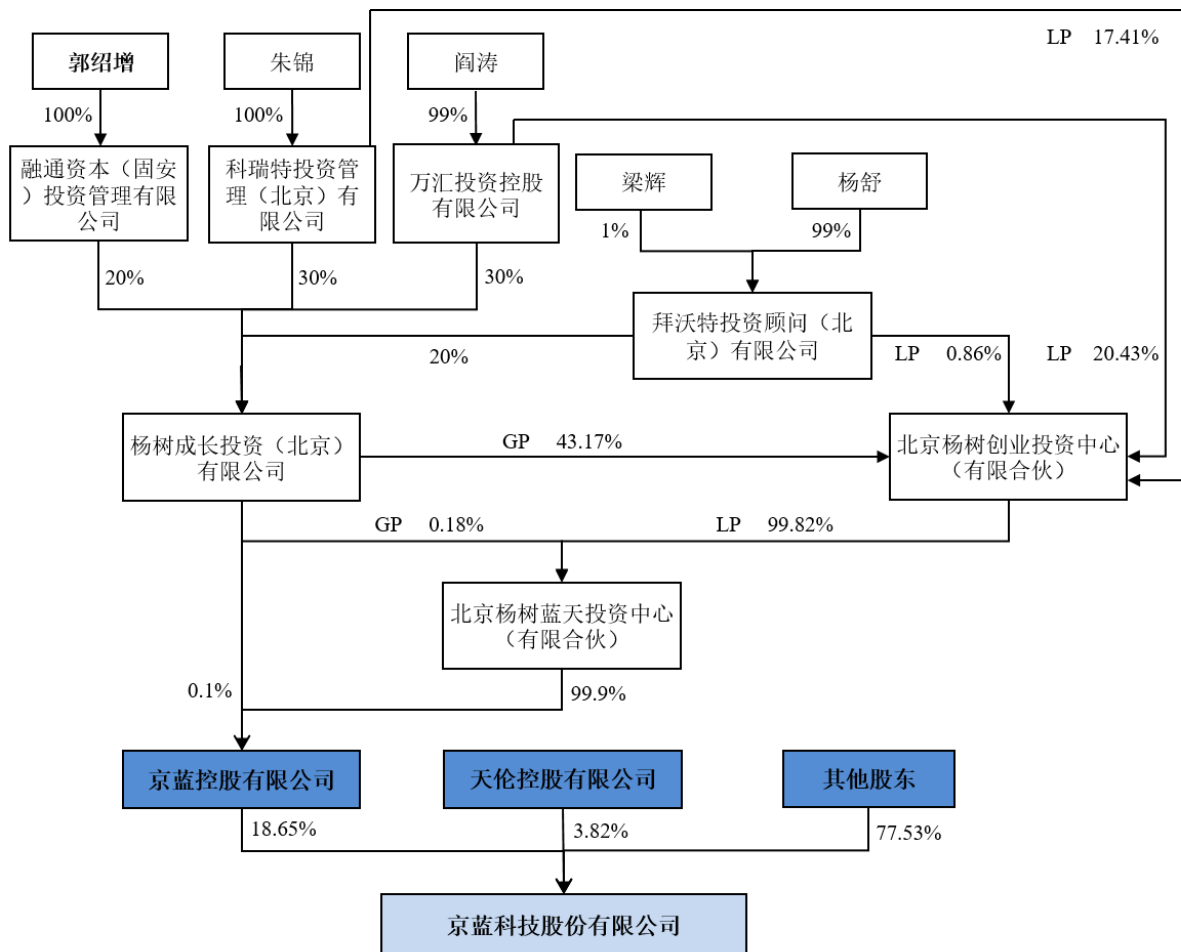 LP 17.41%
郭绍增
朱锦
阎涛
100%
100%
99%
融通资本（固安
）投资管理有限
公司
科瑞特投资管
理（北京）有
限公司
万汇投资控股
有限公司
梁辉
杨舒
1%
99%
20%
30%
30%
拜沃特投资顾问（北
京）有限公司
20%
LP 0.86%
LP 20.43%
杨树成长投资（北京）
有限公司
GP 43.17%
北京杨树创业投资中心
（有限合伙）
GP 0.18%
LP 99.82%
北京杨树蓝天投资中心
（有限合伙）
0.1%
99.9%
京蓝控股有限公司
天伦控股有限公司
其他股东
18.65%
3.82%
77.53%
京蓝科技股份有限公司